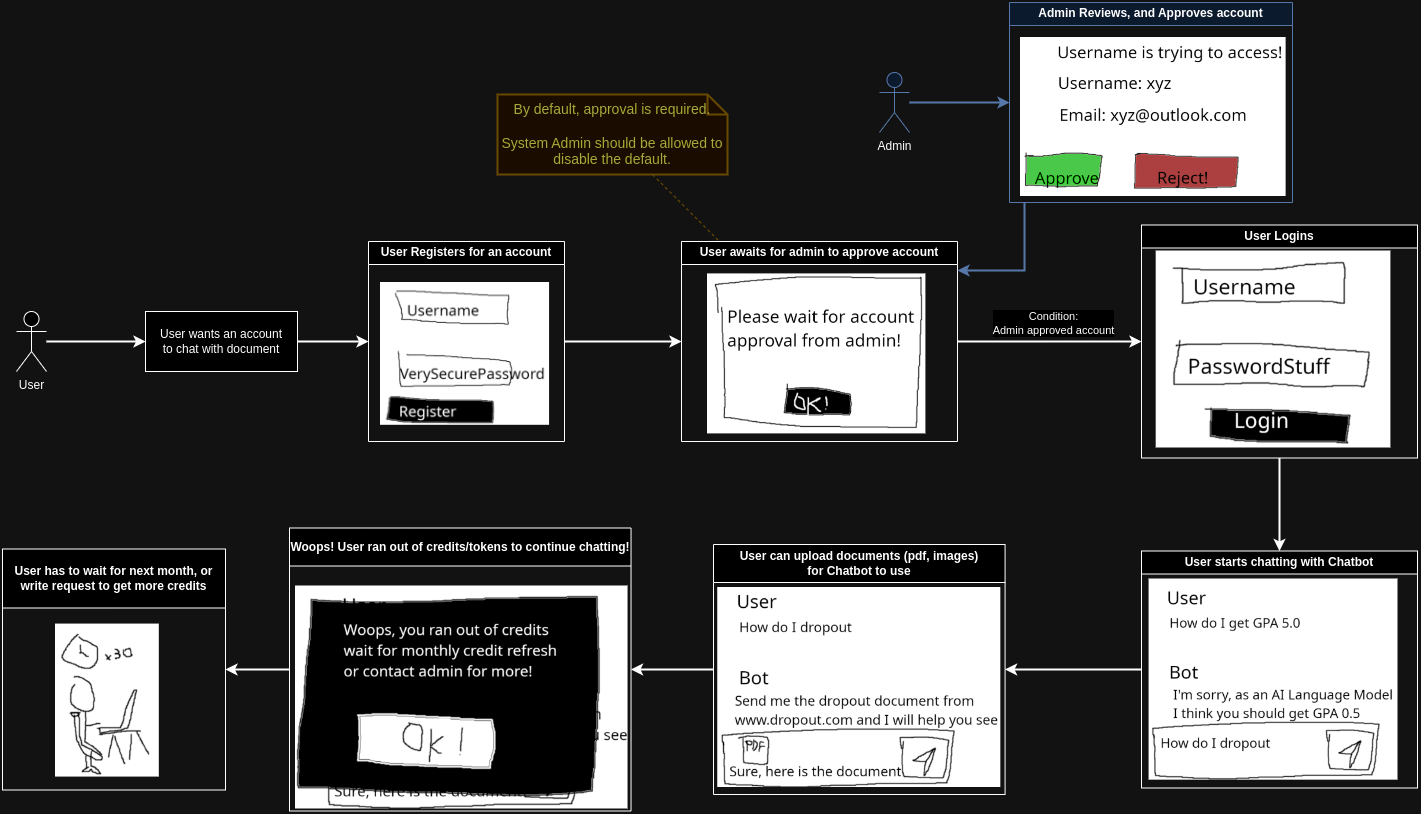 Admin Reviews, and Approves account
Username is trying to access!
Username: xyz
Email: xyz@outlook.com
Approve
Reject!
Admin
By default, approval is required.
System Admin should be allowed to
disable the default.
User
User wants an account
to chat with document
User Registers for an account
Username
VerySecurePassword
Register
User awaits for admin to approve account
Please wait for account
approval from admin!
OK!
Condition:
Admin approved account
User Logins
Username
PasswordStuff
Login
User starts chatting with Chatbot
User
How do I get GPA 5.0
Bot
I'm sorry, as an AI Language Model
I think you should get GPA 0.5
How do I dropout
User can upload documents (pdf, images)
for Chatbot to use
User
How do I dropout
Bot
Send me the dropout document from
www.dropout.com and I will help you see
PDF
Sure, here is the document
Woops! User ran out of credits/tokens to continue chatting!
Woops, you ran out of credits
wait for monthly credit refresh
or contact admin for more!
OK!
see
Sure, here is the document
User has to wait for next month, or
write request to get more credits
x30